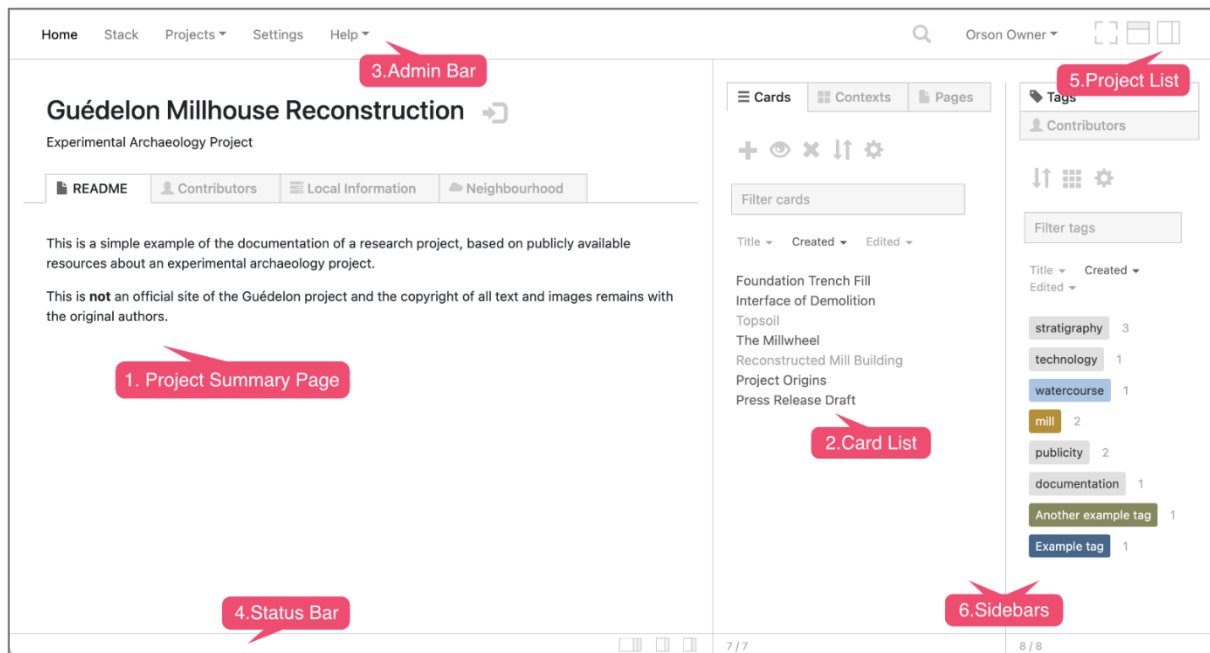 Home Stack Projects Settings Help Orson Owner
3.Admin Bar
5.Project List
Guédelon Millhouse Reconstruction
Experimental Archaeology Project
README Contributors Local Information Neighbourhood
This is a simple example of the documentation of a research project, based on publicly available
resources about an experimental archaeology project.
This is not an official site of the Guédelon project and the copyright of all text and images remains with
the original authors.
1. Project Summary Page
4.Status Bar
Cards Contexts Pages
Filter cards
Title Created Edited
Foundation Trench Fill
Interface of Demolition
Topsoil
The Millwheel
Reconstructed Mill Building
Project Origins
Press Release Draft
2.Card List
7 / 7
Tags
Contributors
Filter tags
Title Created
Edited
stratigraphy 3
technology 1
watercourse 1
mill 2
publicity 2
documentation 1
Another example tag 1
Example tag 1
6.Sidebars
8 / 8